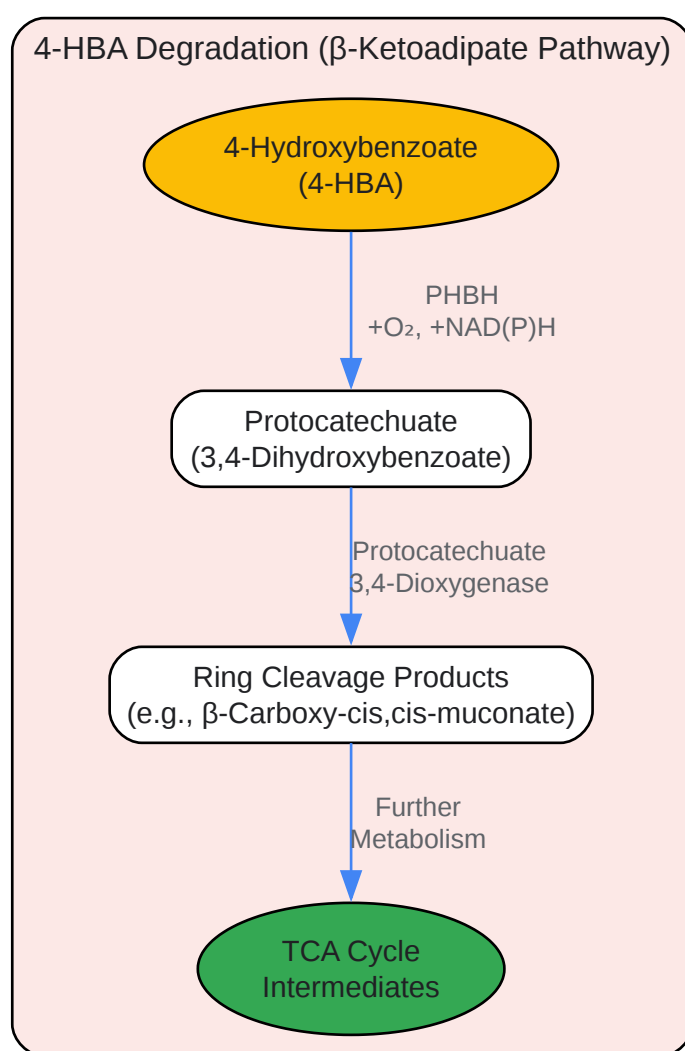 4-HBA Degradation (β-Ketoadipate Pathway)
4-Hydroxybenzoate
(4-HBA)
PHBH
+O₂, +NAD(P)H
Protocatechuate
(3,4-Dihydroxybenzoate)
Protocatechuate
3,4-Dioxygenase
Ring Cleavage Products
(e.g., β-Carboxy-cis,cis-muconate)
Further
Metabolism
TCA Cycle
Intermediates